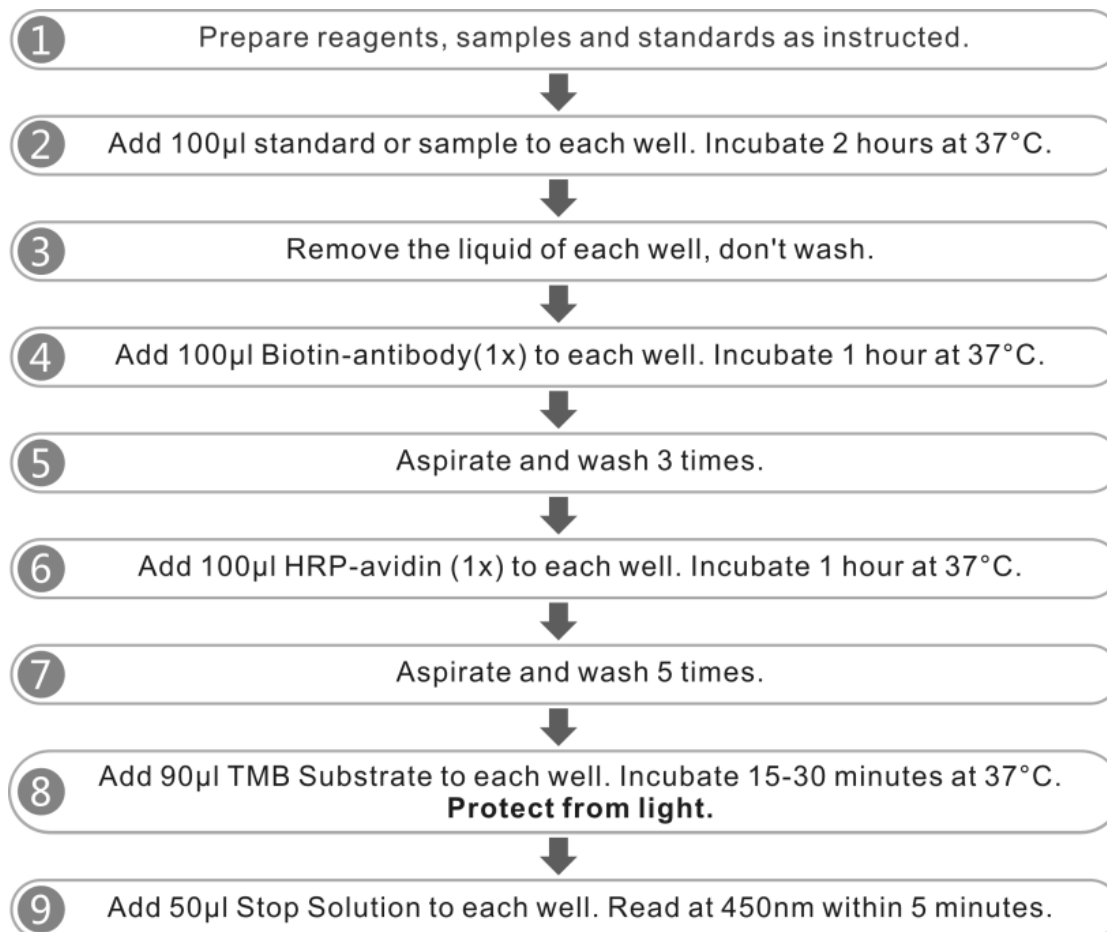 1 Prepare reagents, samples and standards as instructed.
2 Add 100μl standard or sample to each well. Incubate 2 hours at 37°C.
3 Remove the liquid of each well, don't wash.
4 Add 100μl Biotin-antibody(1x) to each well. Incubate 1 hour at 37°C.
5 Aspirate and wash 3 times.
6 Add 100μl HRP-avidin (1x) to each well. Incubate 1 hour at 37°C.
7 Aspirate and wash 5 times.
8 Add 90μl TMB Substrate to each well. Incubate 15-30 minutes at 37°C.
Protect from light.
9 Add 50μl Stop Solution to each well. Read at 450nm within 5 minutes.